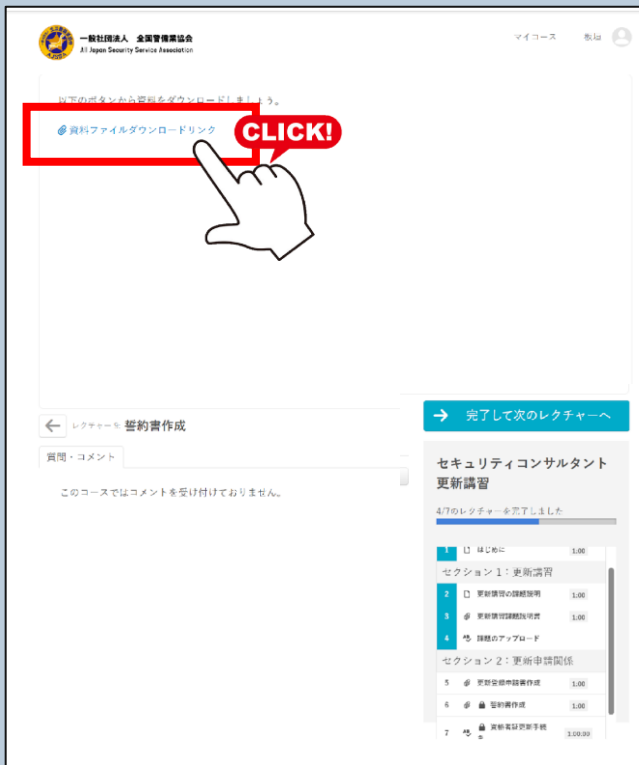 一般社団法人 全国警備業協会
All Japan Security Service Association
マイコース
以下のボタンから資料をダウンロードしましょう。
資料ファイルダウンロードリンク
CLICK!
誓約書作成
質問・コメント
このコースではコメントを受け付けておりません。
完了して次のレクチャーへ
セキュリティコンサルタント
更新講習
4/7のレクチャーを完了しました
1 はじめに 1:00
セクション 1：更新講習
2 更新講習の課題説明 1:00
3 更新講習課題説明書 1:00
4 課題のアップロード
セクション 2：更新申請関係
5 更新登録申請書作成 1:00
6 誓約書作成 1:00
7 資格者証更新手続 1:00:00